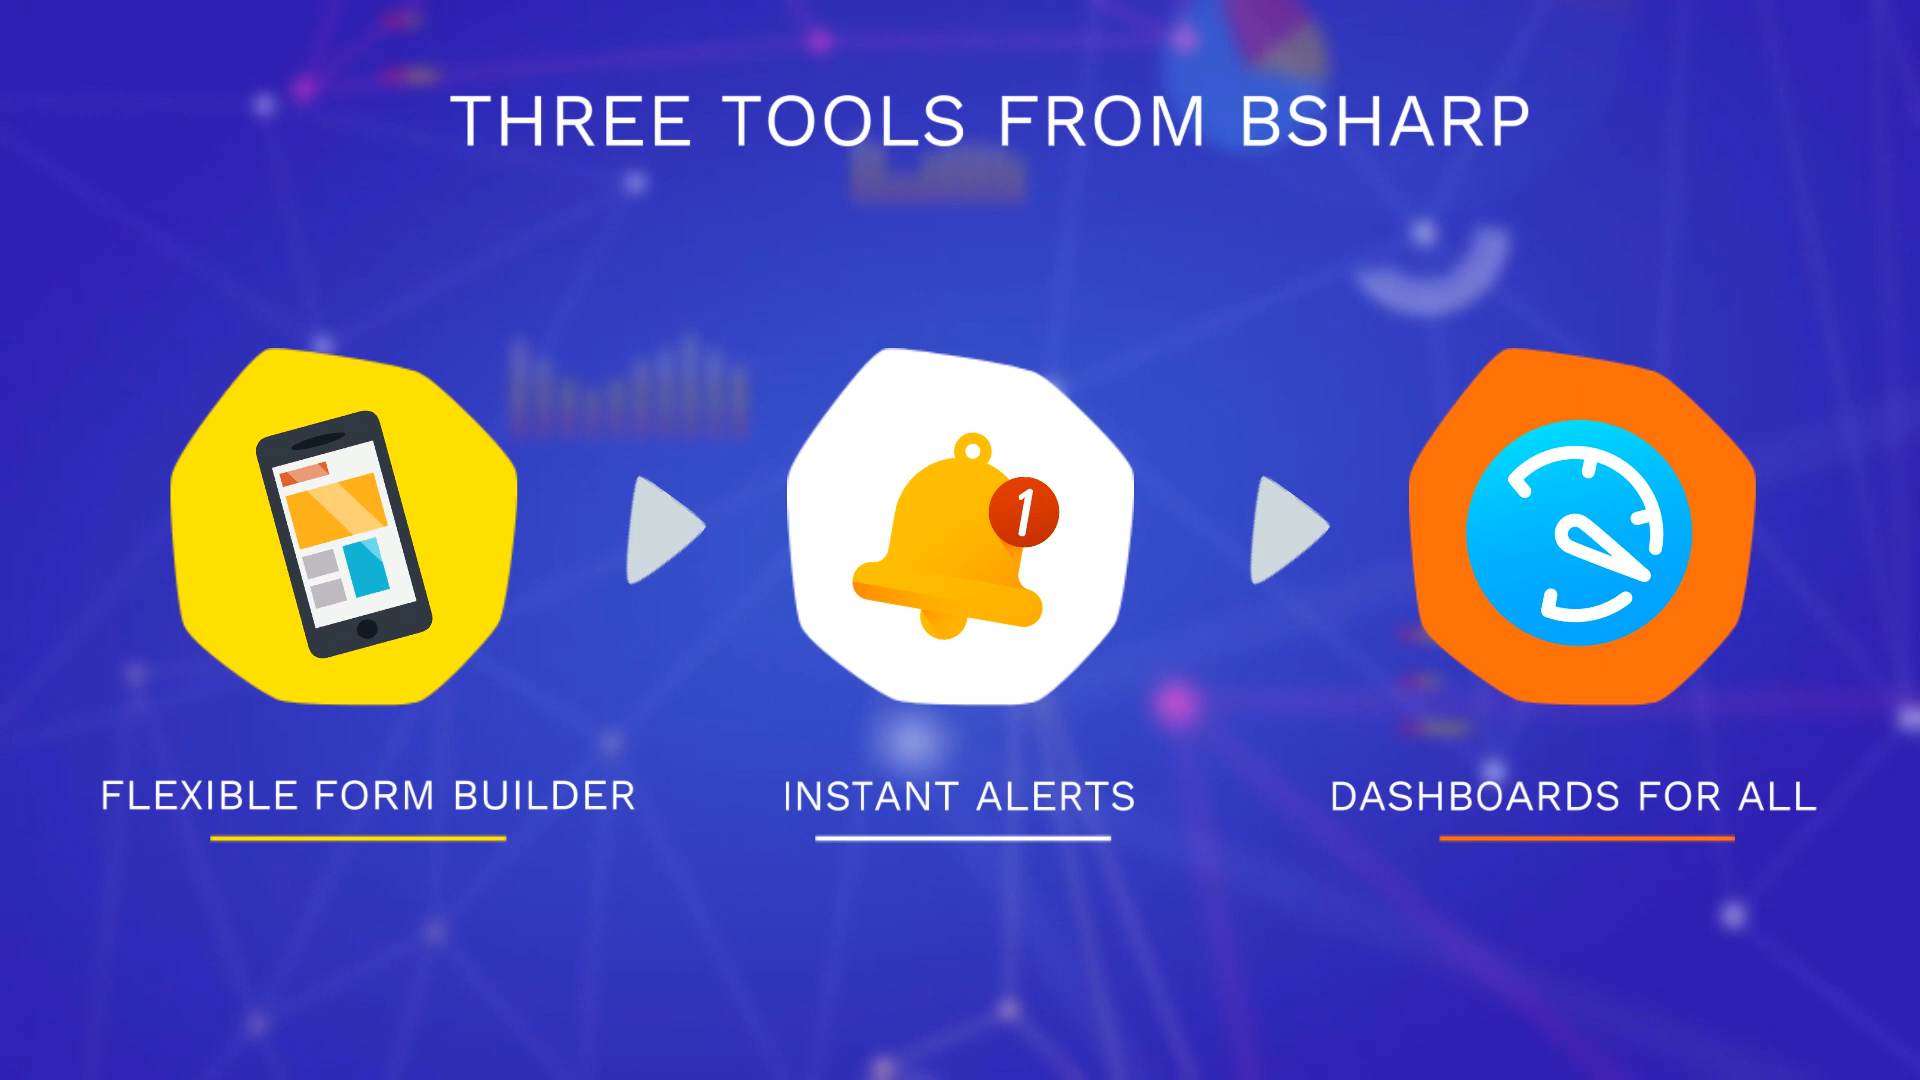 THREE TOOLS FROM BSHARP
1
FLEXIBLE FORM BUILDER
INSTANT ALERTS
DASHBOARDS FOR ALL